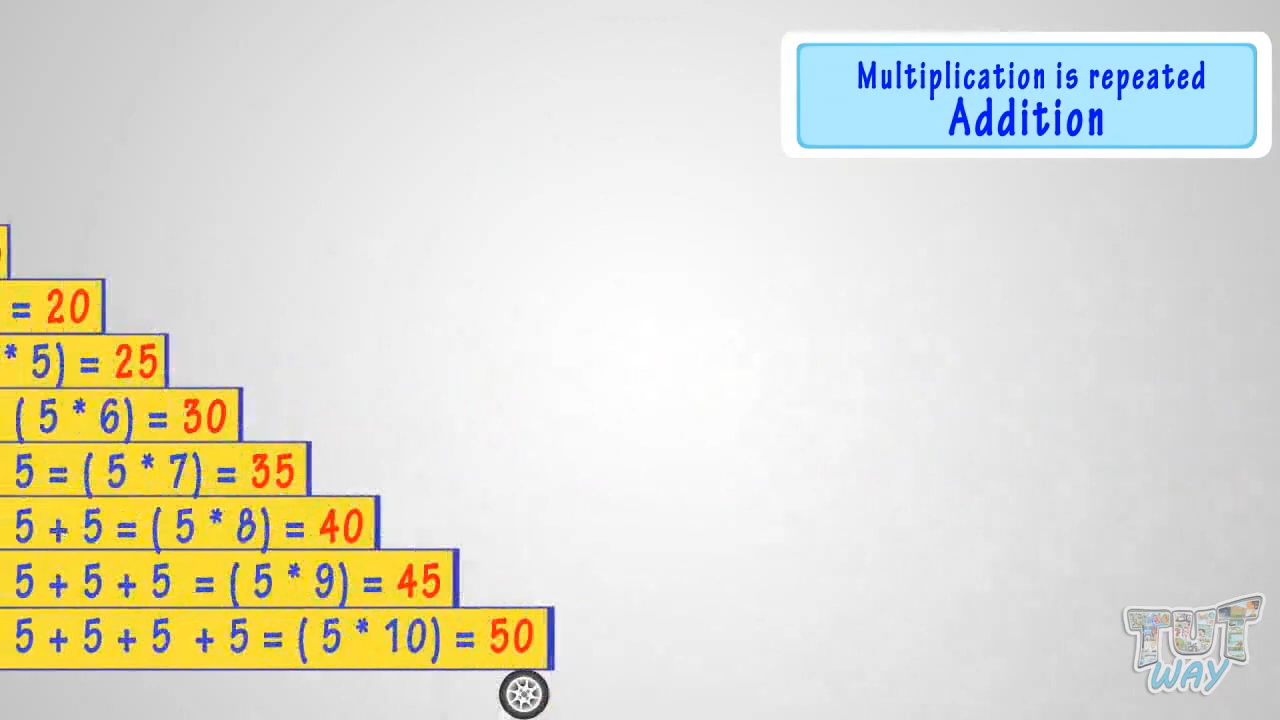 Multiplication is repeated
Addition
= 20
* 5) = 25
( 5 * 6) = 30
5 = ( 5 * 7) = 35
5 + 5 = ( 5 * 8) = 40
5 + 5 + 5 = ( 5 * 9) = 45
5 + 5 + 5 + 5 = ( 5 * 10) = 50
TUT
WAY